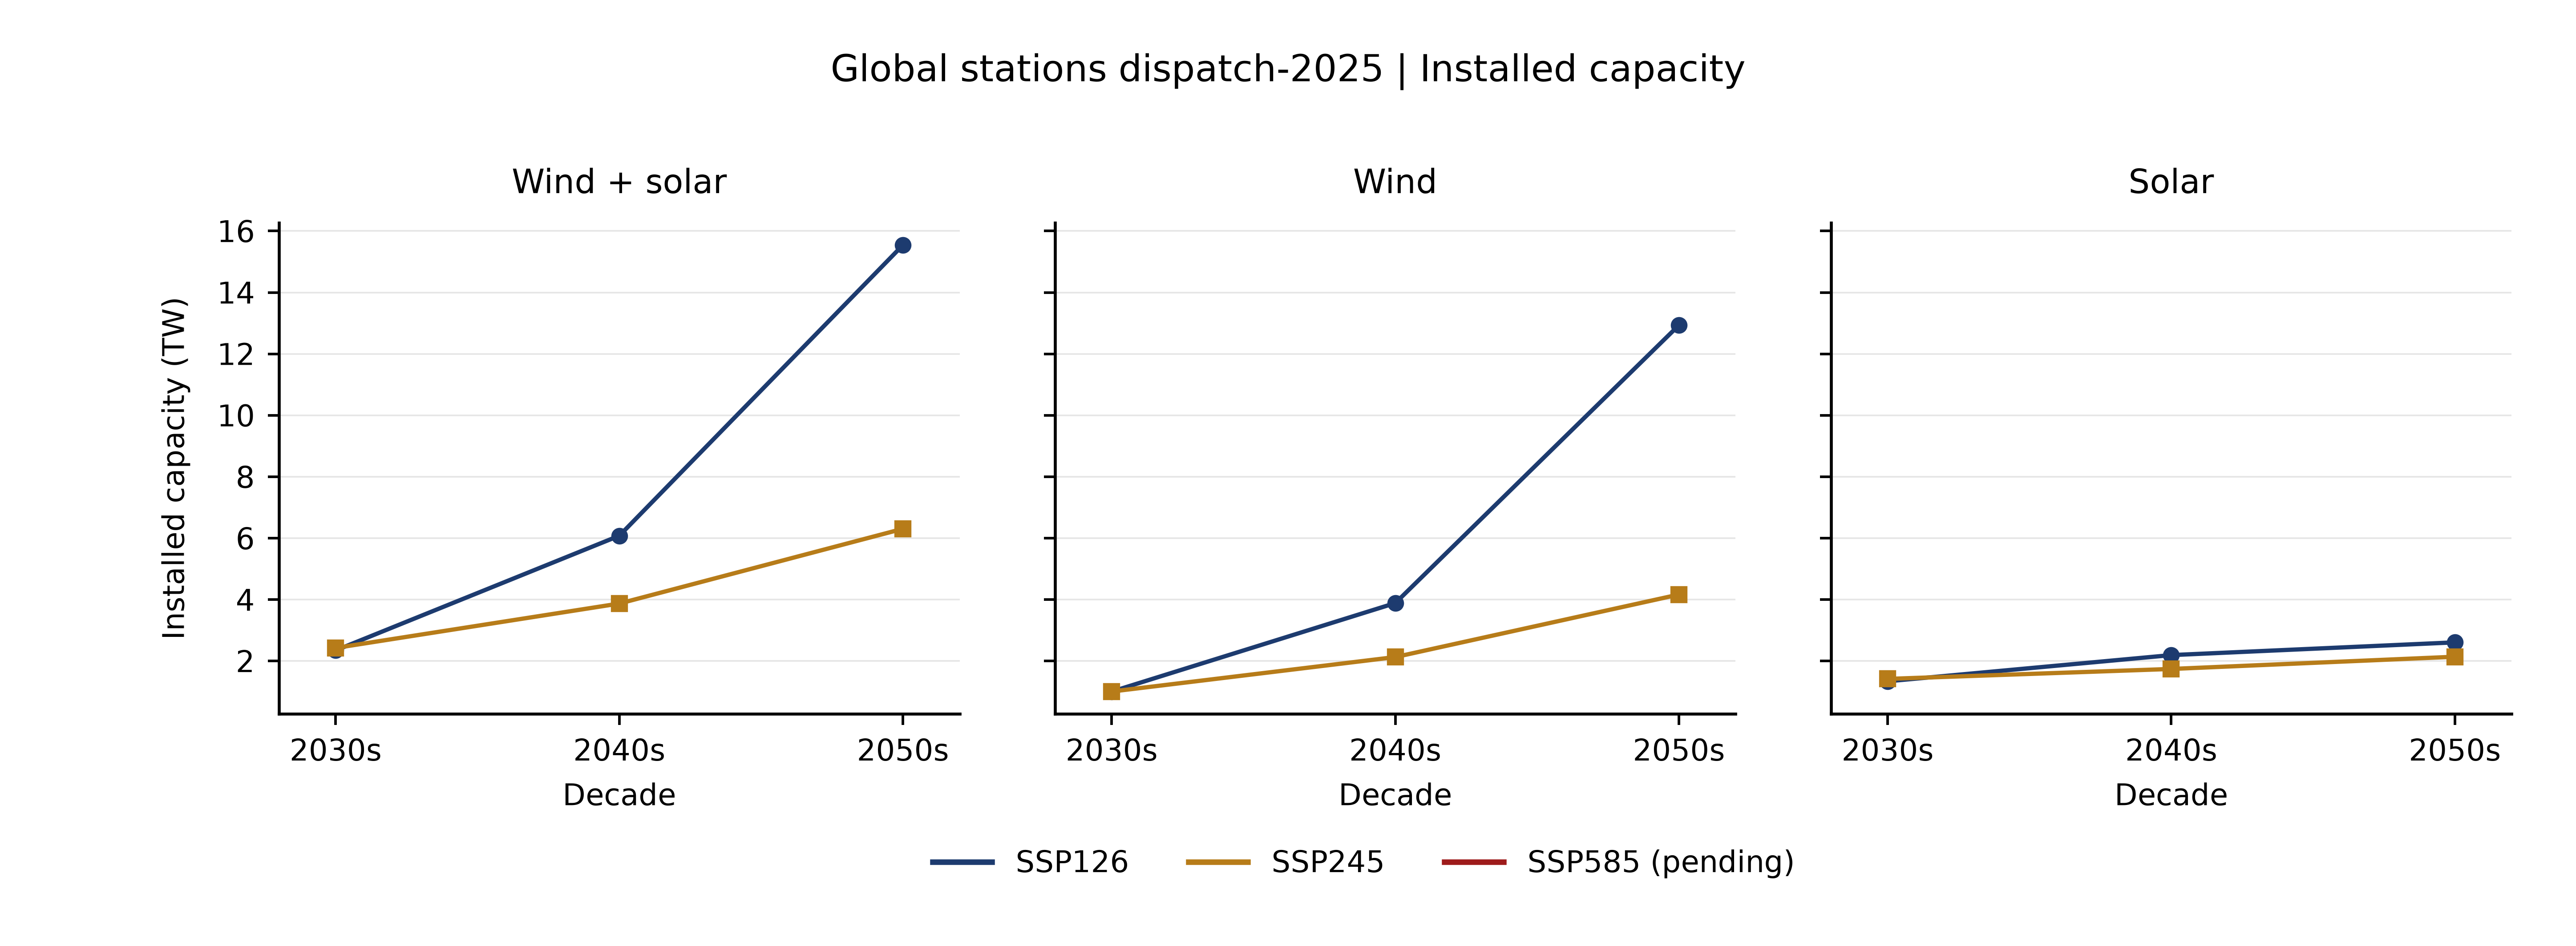 Global stations dispatch-2025 | Installed capacity
Wind + solar
Wind
Solar
Installed capacity (TW)
16
14
12
10
8
6
4
2
2030s 2040s 2050s
Decade
2030s 2040s 2050s
Decade
2030s 2040s 2050s
Decade
SSP126 SSP245 SSP585 (pending)